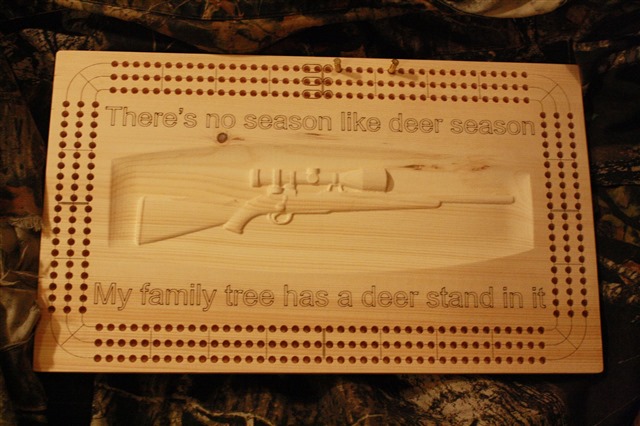 There's no season like deer season
My family tree has a deer stand in it